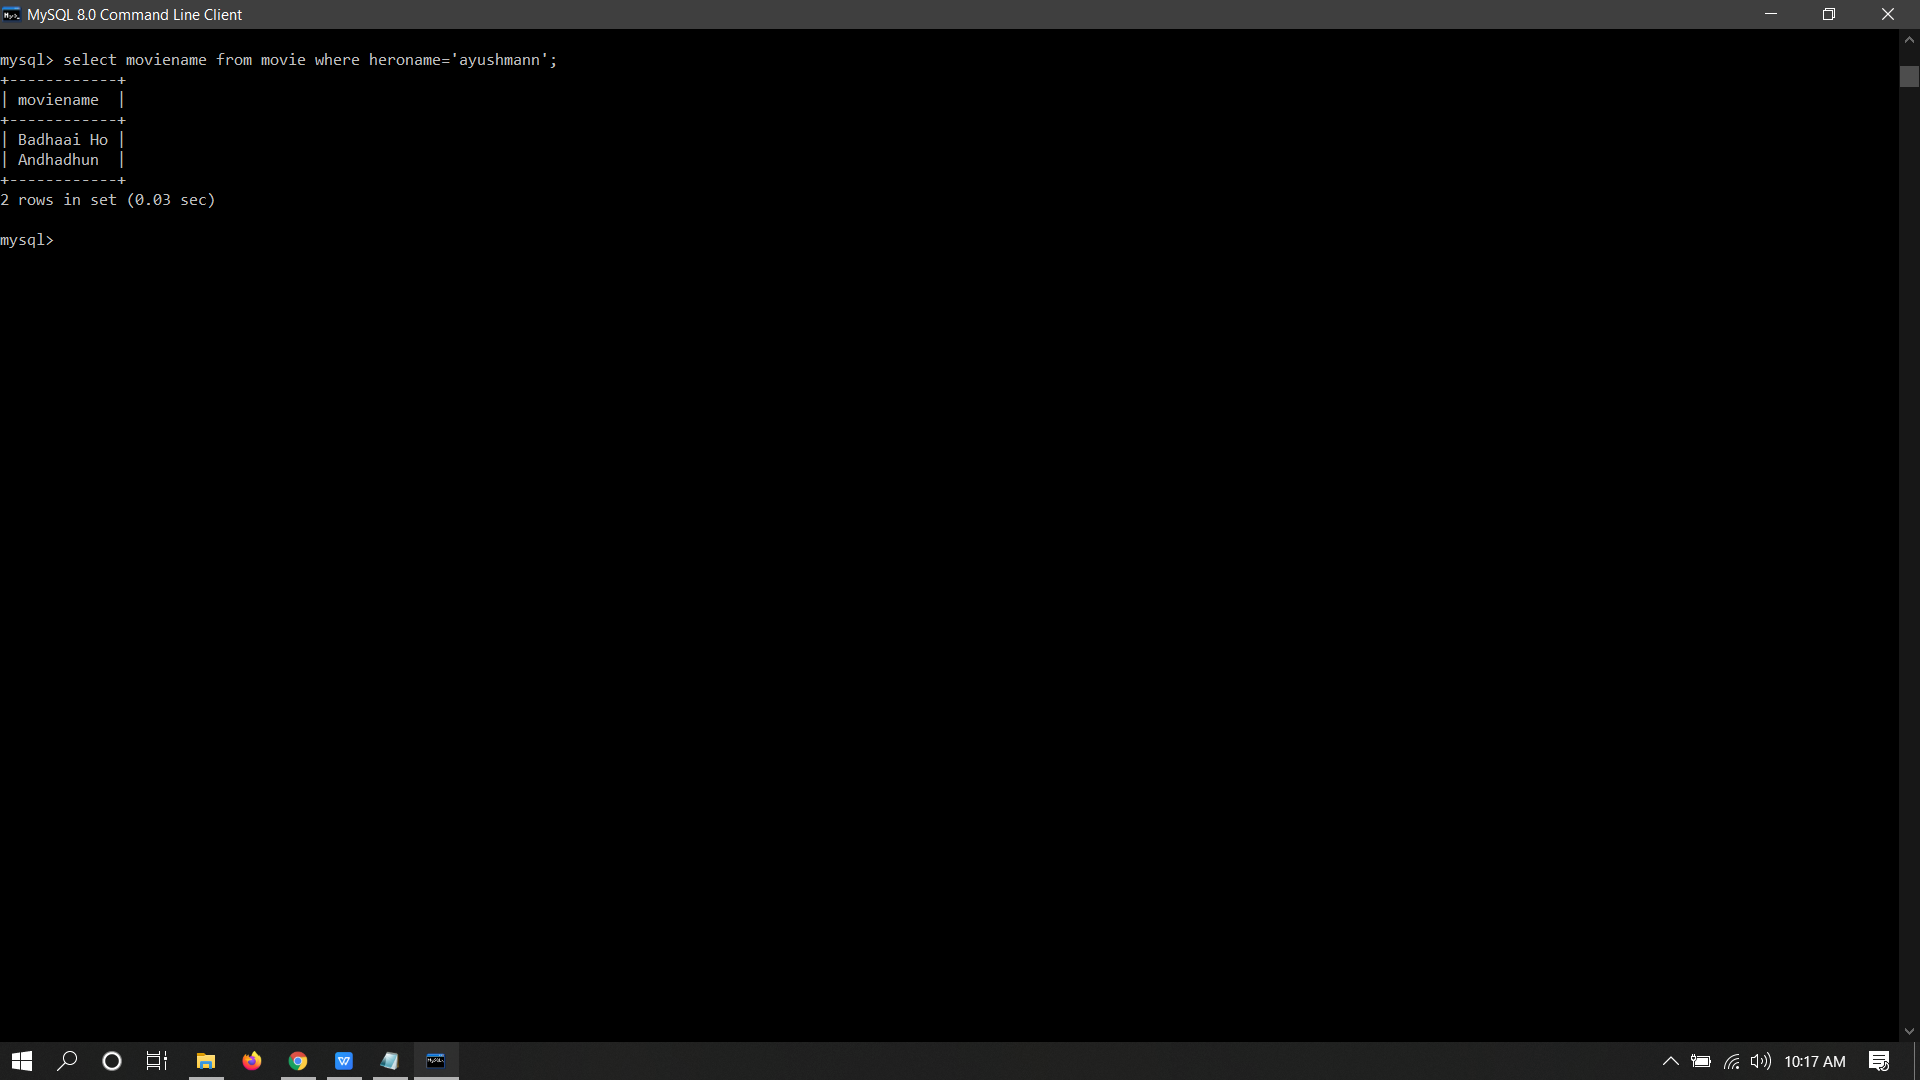 MySQL 8.0 Command Line Client
mysql> select moviename from movie where heroname='ayushmann';
+------------+
| moviename  |
+------------+
| Badhaai Ho |
| Andhadhun  |
+------------+
2 rows in set (0.03 sec)
mysql>
10:17 AM